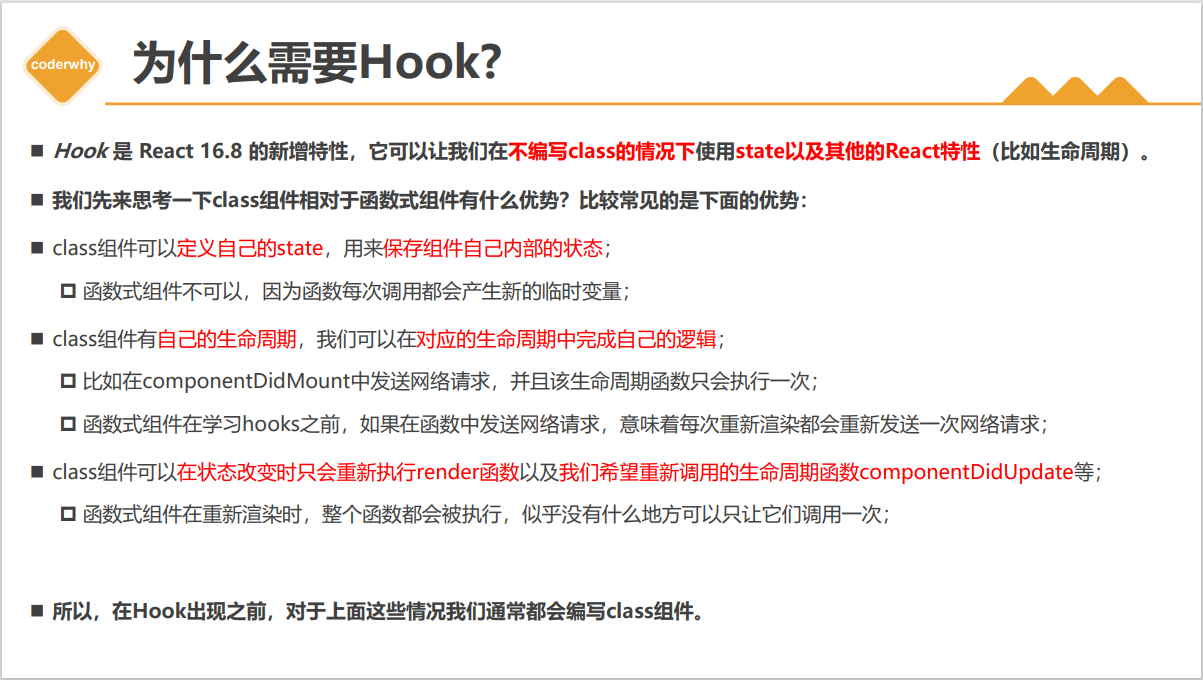 coderwhy
为什么需要Hook?
Hook 是 React 16.8 的新增特性，它可以让我们在不编写class的情况下使用state以及其他的React特性（比如生命周期）。
我们先来思考一下class组件相对于函数式组件有什么优势？比较常见的是下面的优势：
class组件可以定义自己的state，用来保存组件自己内部的状态；
函数式组件不可以，因为函数每次调用都会产生新的临时变量；
class组件有自己的生命周期，我们可以在对应的生命周期中完成自己的逻辑；
比如在componentDidMount中发送网络请求，并且该生命周期函数只会执行一次；
函数式组件在学习hooks之前，如果在函数中发送网络请求，意味着每次重新渲染都会重新发送一次网络请求；
class组件可以在状态改变时只会重新执行render函数以及我们希望重新调用的生命周期函数componentDidUpdate等；
函数式组件在重新渲染时，整个函数都会被执行，似乎没有什么地方可以只让它们调用一次；
所以，在Hook出现之前，对于上面这些情况我们通常都会编写class组件。